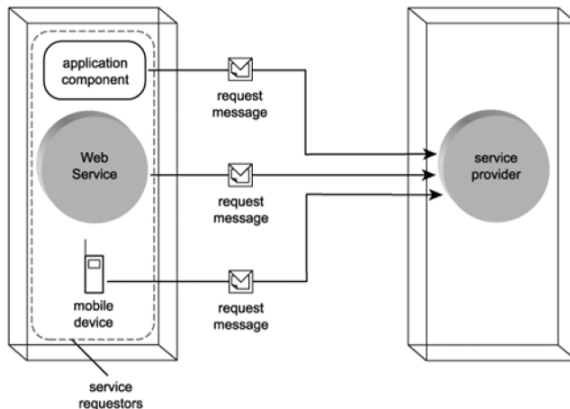 application
component
request
message
Web
Service
service
provider
request
message
mobile
device
request
message
service
requestors